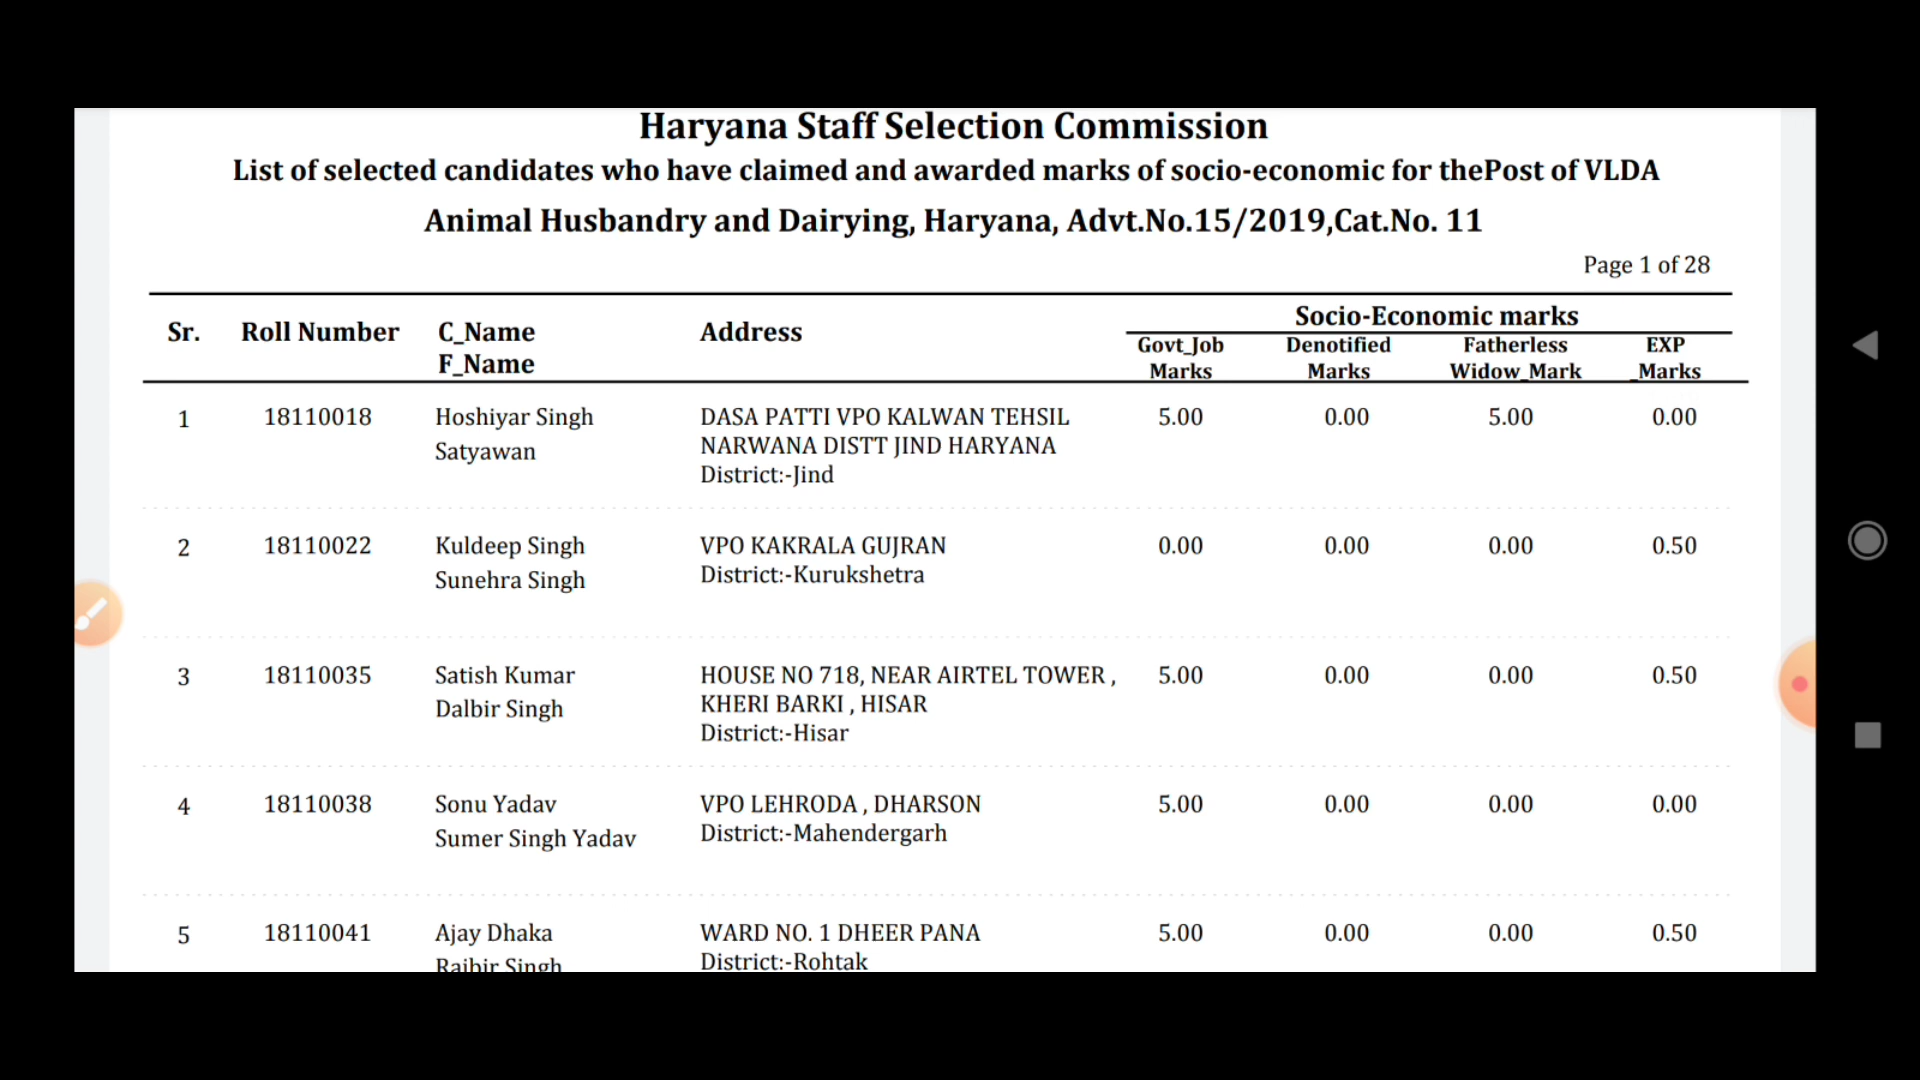 Haryana Staff Selection Commission
List of selected candidates who have claimed and awarded marks of socio-economic for thePost of VLDA
Animal Husbandry and Dairying, Haryana, Advt.No.15/2019,Cat.No. 11
Page 1 of 28
Sr. Roll Number C_Name Address Socio-Economic marks
F_Name Govt_Job Denotified Fatherless EXP
Marks Marks Widow_Mark _Marks
1 18110018 Hoshiyar Singh DASA PATTI VPO KALWAN TEHSIL 5.00 0.00 5.00 0.00
Satyawan NARWANA DISTT JIND HARYANA
District:-Jind
2 18110022 Kuldeep Singh VPO KAKRALA GUJRAN 0.00 0.00 0.00 0.50
Sunehra Singh District:-Kurukshetra
3 18110035 Satish Kumar HOUSE NO 718, NEAR AIRTEL TOWER , 5.00 0.00 0.00 0.50
Dalbir Singh KHERI BARKI , HISAR
District:-Hisar
4 18110038 Sonu Yadav VPO LEHRODA , DHARSON 5.00 0.00 0.00 0.00
Sumer Singh Yadav District:-Mahendergarh
5 18110041 Ajay Dhaka WARD NO. 1 DHEER PANA 5.00 0.00 0.00 0.50
Rajbir Singh District:-Rohtak